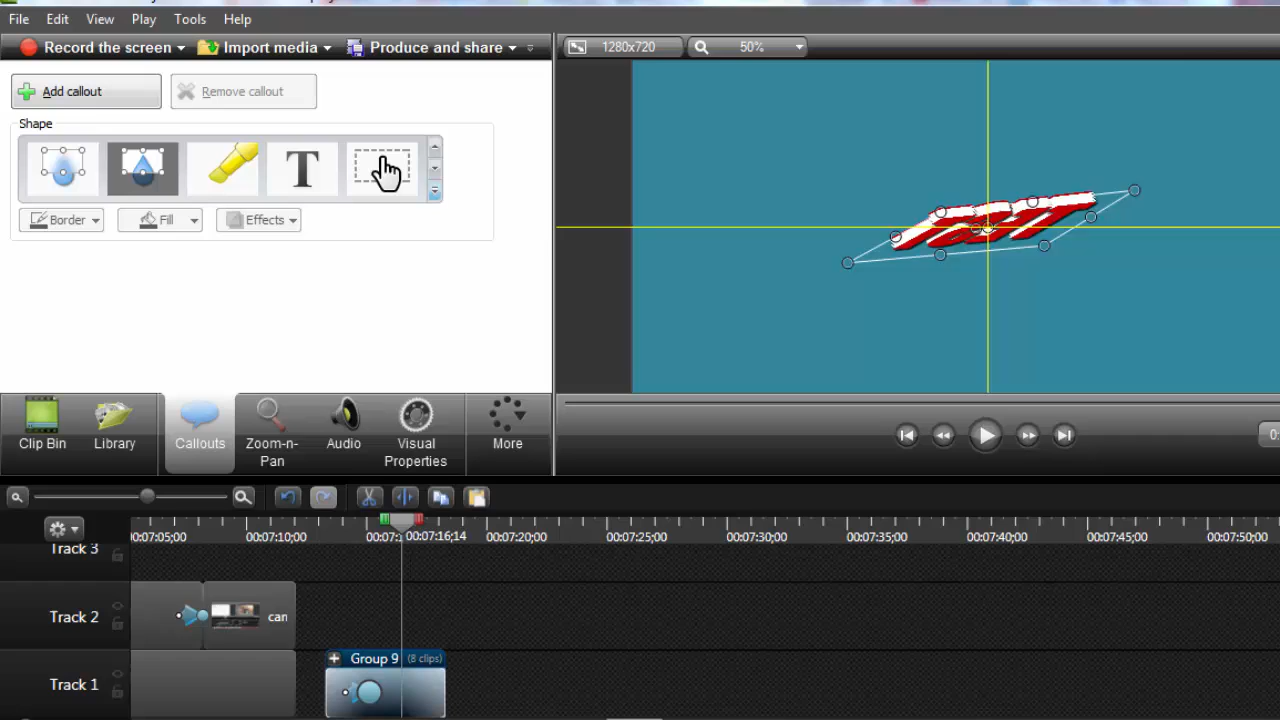 File Edit View Play Tools Help
Record the screen Import media Produce and share 1280x720 50%
Add callout Remove callout
Shape
T
Border Fill Effects
Clip Bin Library Callouts Zoom-n-Pan Audio Visual Properties More
0:
00:07:05;00 00:07:10;00 00:07:16;14 00:07:20;00 00:07:25;00 00:07:30;00 00:07:35;00 00:07:40;00 00:07:45;00 00:07:50;00
Track 3
Track 2 can
Group 9 (8 clips)
Track 1